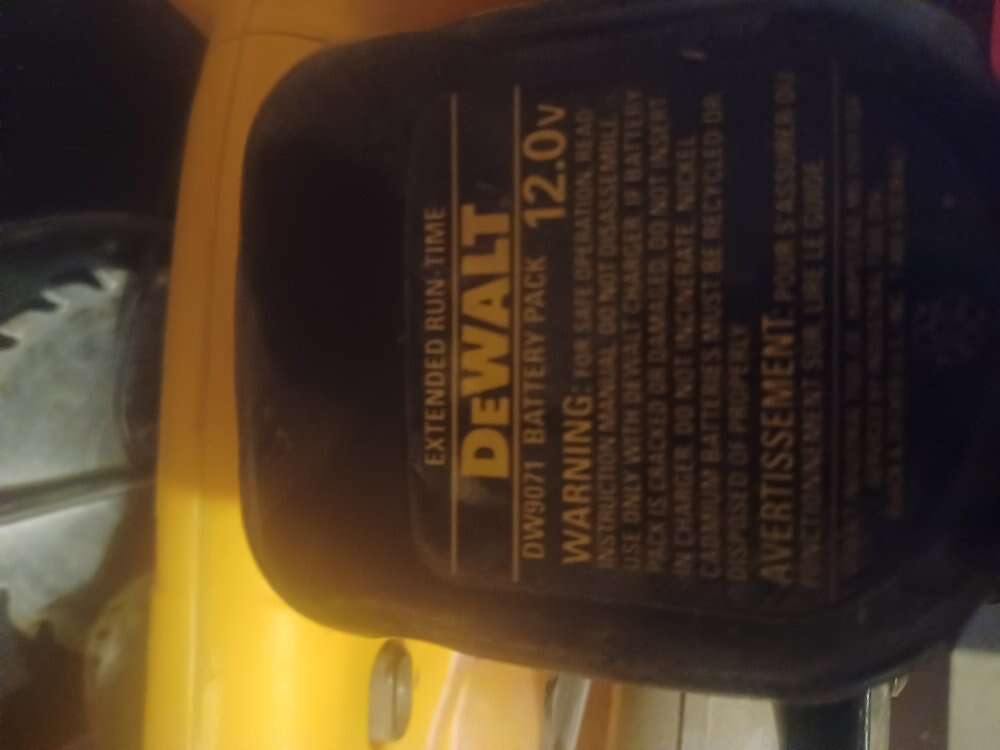 EXTENDED RUN-TIME
DEWALT
DW9071 BATTERY PACK 12.0V
WARNING: FOR SAFE OPERATION, READ
INSTRUCTION MANUAL. DO NOT DISASSEMBLE.
USE ONLY WITH DEWALT CHARGER. IF BATTERY
PACK IS CRACKED OR DAMAGED, DO NOT INSERT
IN CHARGER. DO NOT INCINERATE. NICKEL
CADMIUM BATTERIES MUST BE RECYCLED OR
DISPOSED OF PROPERLY
AVERTISSEMENT: POUR S'ASSURER DU
FONCTIONNEMENT SUR, LIRE LE GUIDE